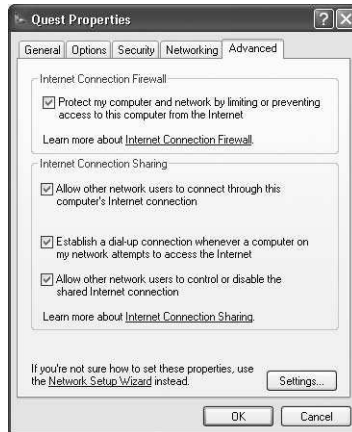 Quest Properties
General Options Security Networking Advanced
Internet Connection Firewall
Protect my computer and network by limiting or preventing
access to this computer from the Internet
Learn more about Internet Connection Firewall.
Internet Connection Sharing
Allow other network users to connect through this
computer's Internet connection
Establish a dial-up connection whenever a computer on
my network attempts to access the Internet
Allow other network users to control or disable the
shared Internet connection
Learn more about Internet Connection Sharing.
If you're not sure how to set these properties, use
the Network Setup Wizard instead.
Settings...
OK Cancel